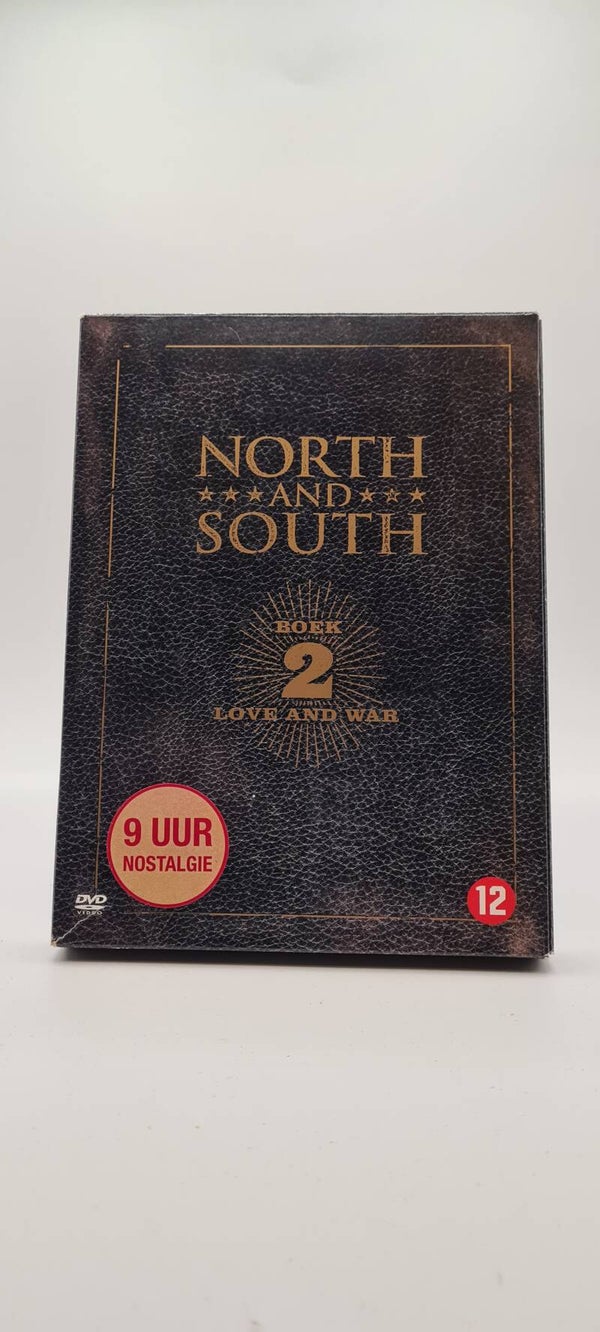 NORTH
★★★AND★★★
SOUTH
BOEK
2
LOVE AND WAR
9 UUR
NOSTALGIE
DVD
VIDEO
12